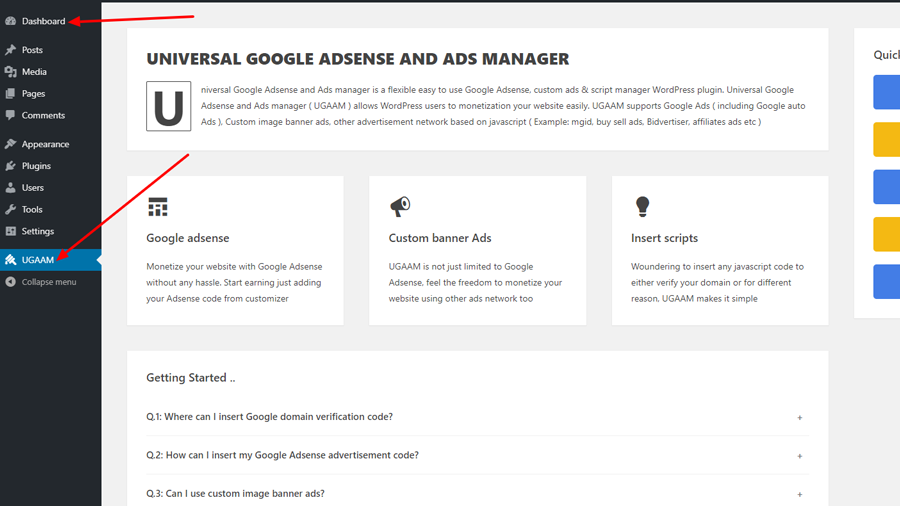 Dashboard
Posts
Media
Pages
Comments
Appearance
Plugins
Users
Tools
Settings
UGAAM
Collapse menu
UNIVERSAL GOOGLE ADSENSE AND ADS MANAGER
U niversal Google Adsense and Ads manager is a flexible easy to use Google Adsense, custom ads & script manager WordPress plugin. Universal Google
Adsense and Ads manager ( UGAAM ) allows WordPress users to monetization your website easily. UGAAM supports Google Ads ( including Google auto
Ads ), Custom image banner ads, other advertisement network based on javascript ( Example: mgid, buy sell ads, Bidvertiser, affiliates ads etc )
Google adsense
Monetize your website with Google Adsense
without any hassle. Start earning just adding
your Adsense code from customizer
Custom banner Ads
UGAAM is not just limited to Google
Adsense, feel the freedom to monetize your
website using other ads network too
Insert scripts
Woundering to insert any javascript code to
either verify your domain or for different
reason, UGAAM makes it simple
Getting Started ..
Q.1: Where can I insert Google domain verification code? +
Q.2: How can I insert my Google Adsense advertisement code? +
Q.3: Can I use custom image banner ads? +
Quic